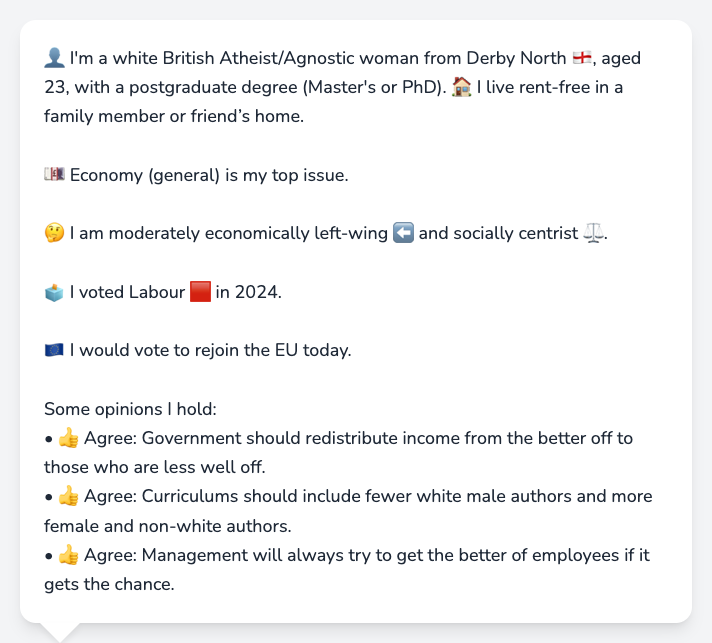 👤 I'm a white British Atheist/Agnostic woman from Derby North 🏴󠁧󠁢󠁥󠁮󠁧󠁿, aged
23, with a postgraduate degree (Master's or PhD). 🏠 I live rent-free in a
family member or friend’s home.
💷 Economy (general) is my top issue.
🤔 I am moderately economically left-wing ⬅️ and socially centrist ⚖️.
🗳️ I voted Labour 🟥 in 2024.
🇪🇺 I would vote to rejoin the EU today.
Some opinions I hold:
• 👍 Agree: Government should redistribute income from the better off to
those who are less well off.
• 👍 Agree: Curriculums should include fewer white male authors and more
female and non-white authors.
• 👍 Agree: Management will always try to get the better of employees if it
gets the chance.